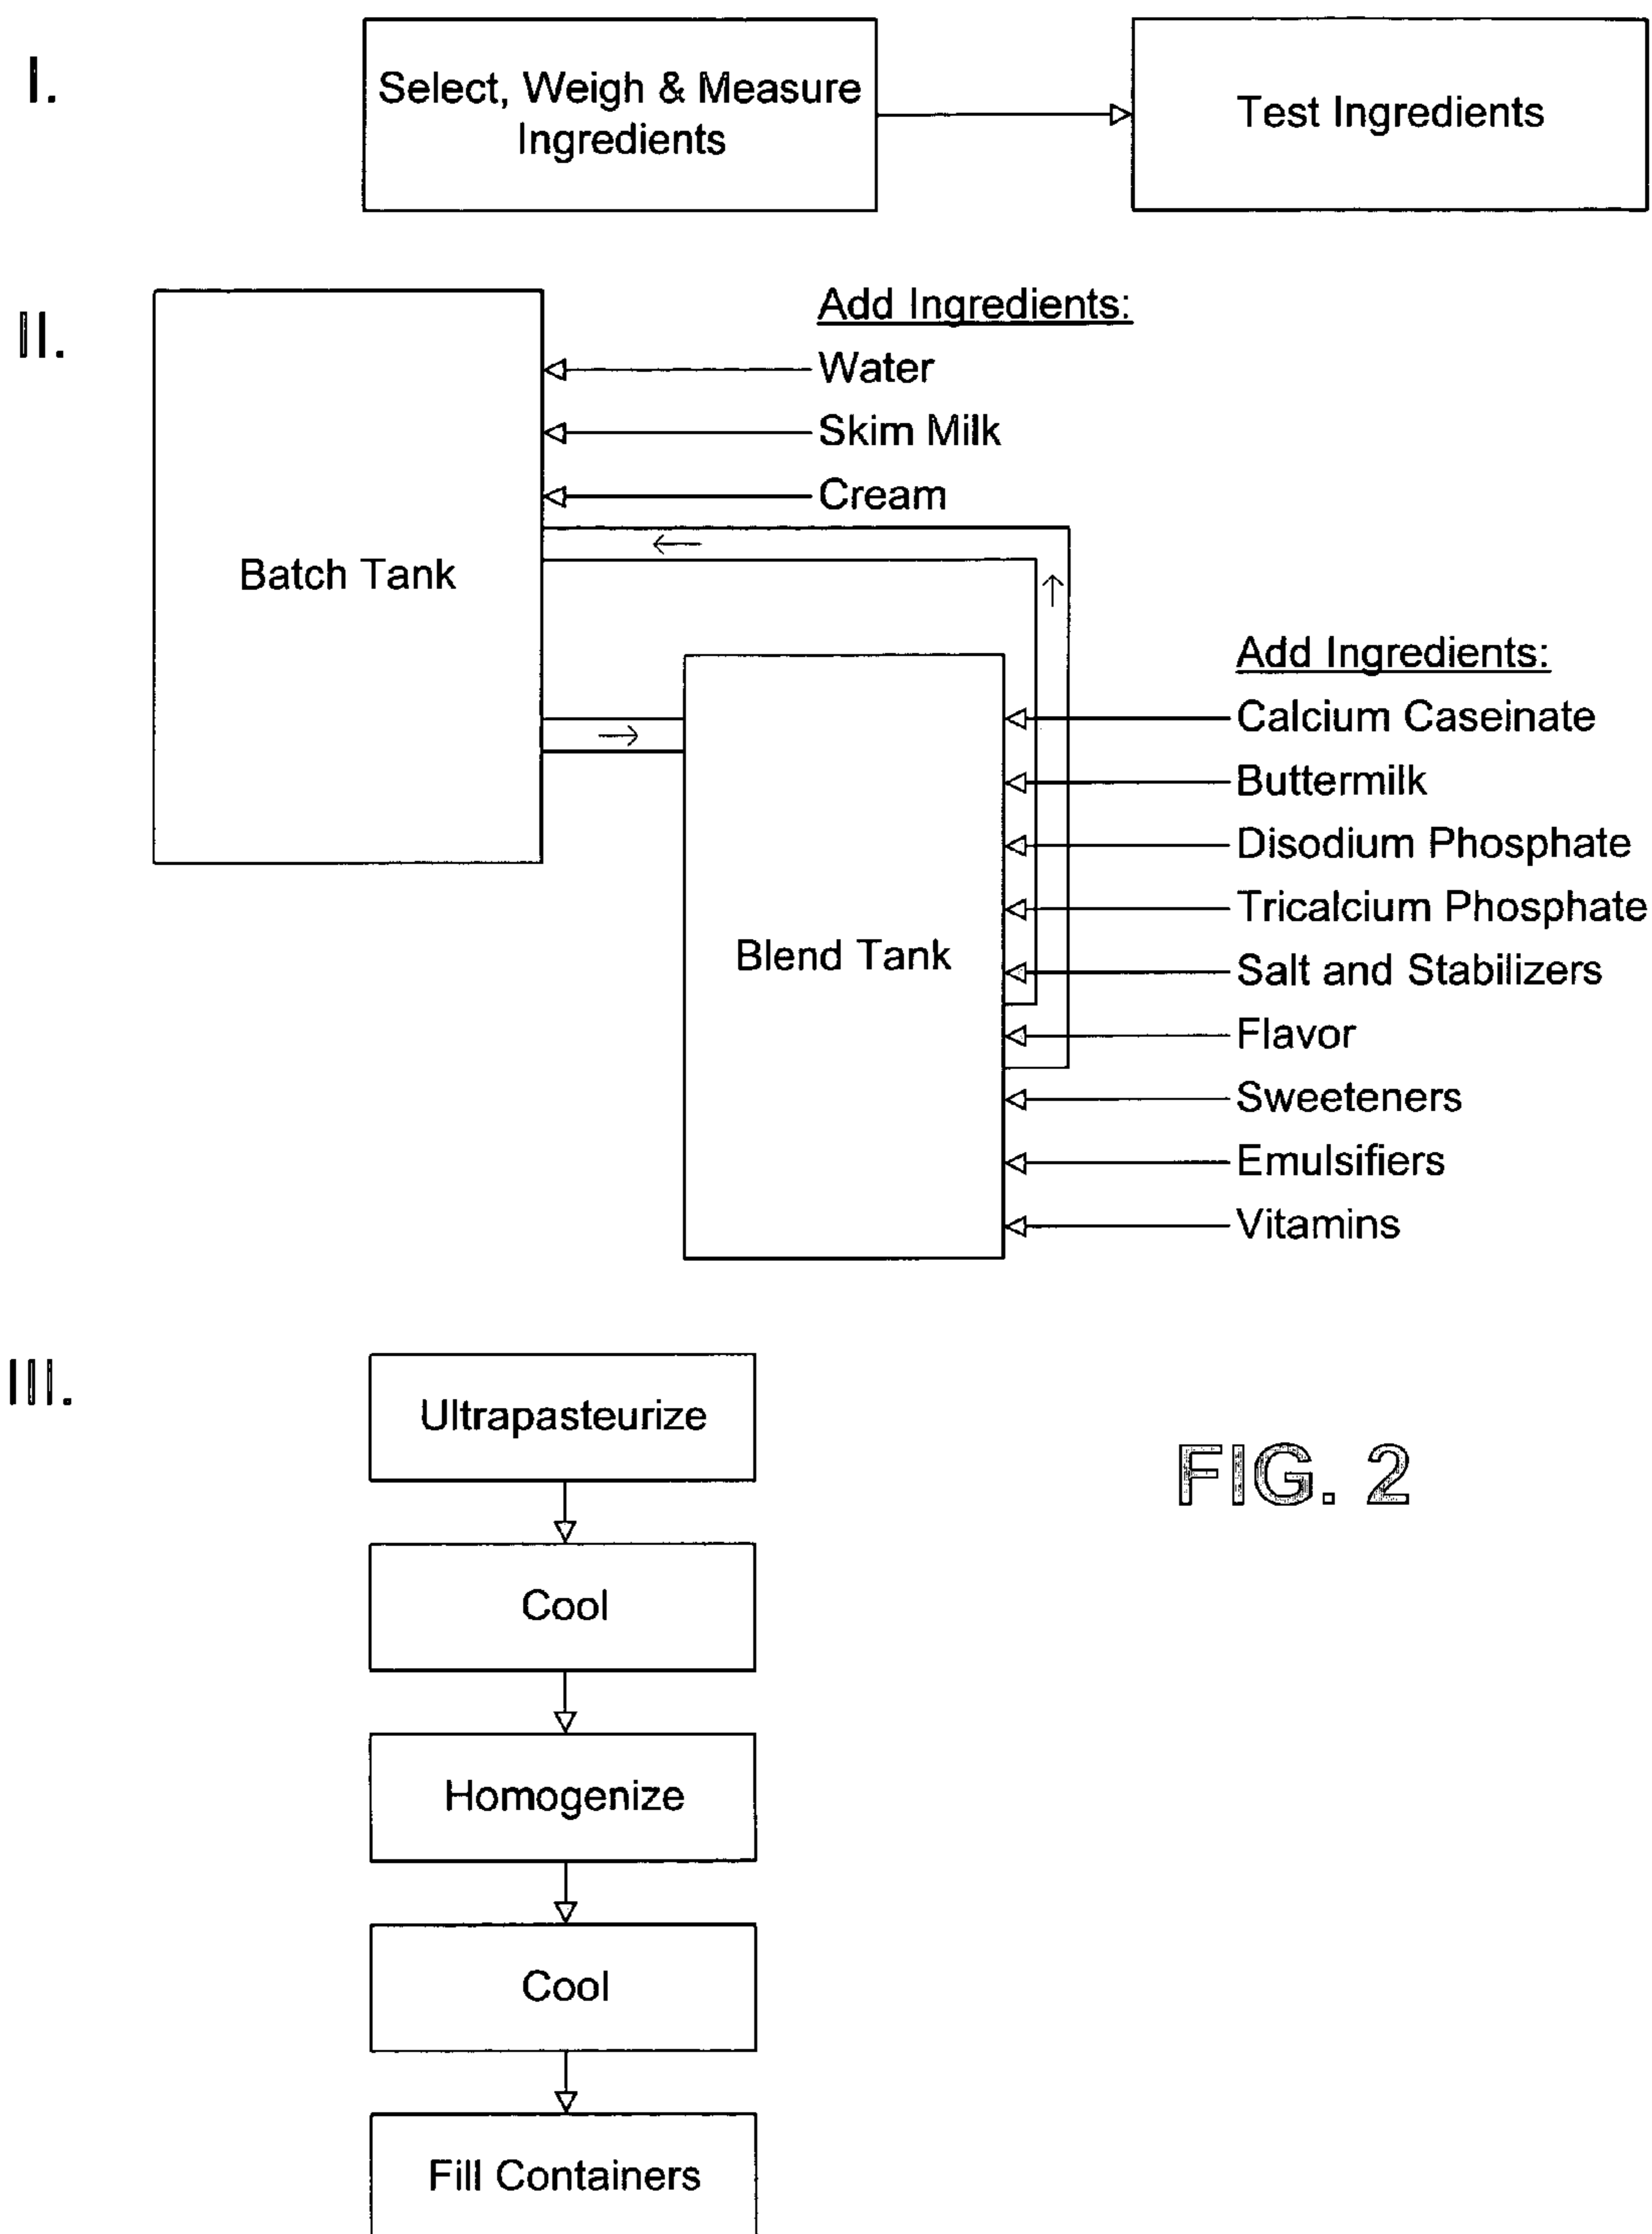 I.
Select, Weigh & Measure
Ingredients
Test Ingredients
II.
Add Ingredients:
Water
Skim Milk
Cream
Batch Tank
Add Ingredients:
Calcium Caseinate
Buttermilk
Disodium Phosphate
Tricalcium Phosphate
Blend Tank
Salt and Stabilizers
Flavor
Sweeteners
Emulsifiers
Vitamins
III.
Ultrapasteurize
Cool
Homogenize
Cool
Fill Containers
FIG. 2